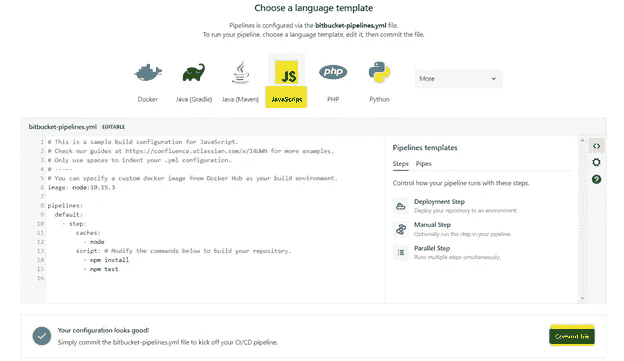 Choose a language template
Pipelines is configured via the bitbucket-pipelines.yml file.
To run your pipeline, choose a language template, edit it, then commit the file.
JS
php
More
Docker
Java (Gradle)
Java (Maven)
JavaScript
PHP
Python
bitbucket-pipelines.yml EDITABLE
1 # This is a sample build configuration for JavaScript.
2 # Check our guides at https://confluence.atlassian.com/x/14UWN for more examples.
3 # Only use spaces to indent your .yml configuration.
4 # -----
5 # You can specify a custom docker image from Docker Hub as your build environment.
6 image: node:10.15.3
7
8 pipelines:
9 default:
10 - step:
11 caches:
12 - node
13 script: # Modify the commands below to build your repository.
14 - npm install
15 - npm test
16
Pipelines templates
Steps Pipes
Control how your pipeline runs with these steps.
Deployment Step
Deploy your repository to an environment.
Manual Step
Optionally run this step in your pipeline.
Parallel Step
Runs multiple steps simultaneously.
<>
?
Your configuration looks good!
Simply commit the bitbucket-pipelines.yml file to kick off your CI/CD pipeline.
Commit file